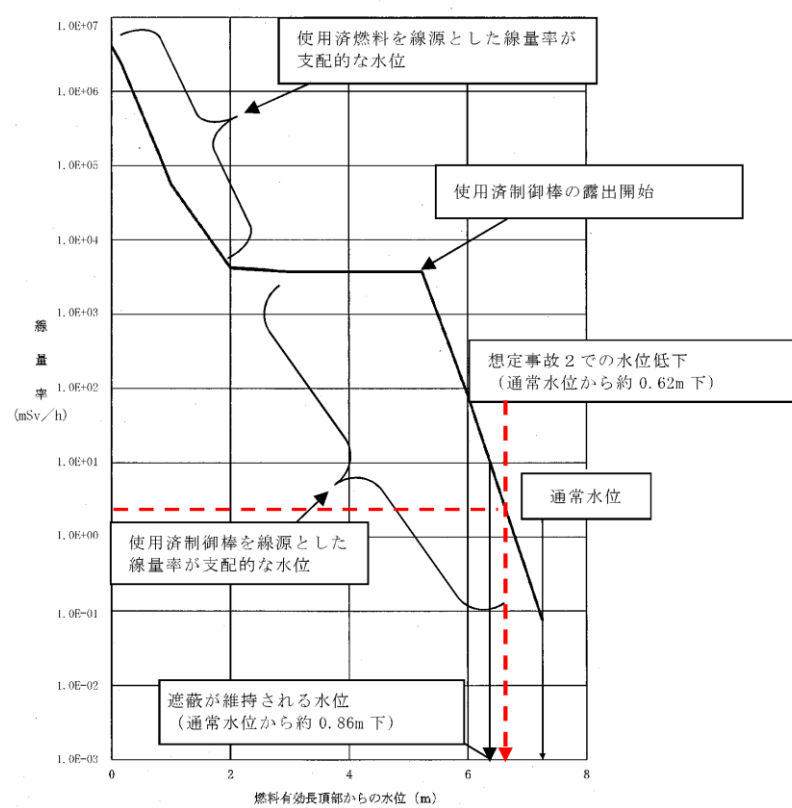 1.0E+07
1.0E+06
1.0E+05
1.0E+04
1.0E+03
1.0E+02
1.0E+01
1.0E+00
1.0E-01
1.0E-02
1.0E-03
線
量
率
(mSv／h)
使用済燃料を線源とした線量率が
支配的な水位
使用済制御棒の露出開始
想定事故２での水位低下
（通常水位から約 0.62m 下）
通常水位
使用済制御棒を線源とした
線量率が支配的な水位
遮蔽が維持される水位
（通常水位から約 0.86m 下）
0
2
4
6
8
燃料有効長頂部からの水位（m）